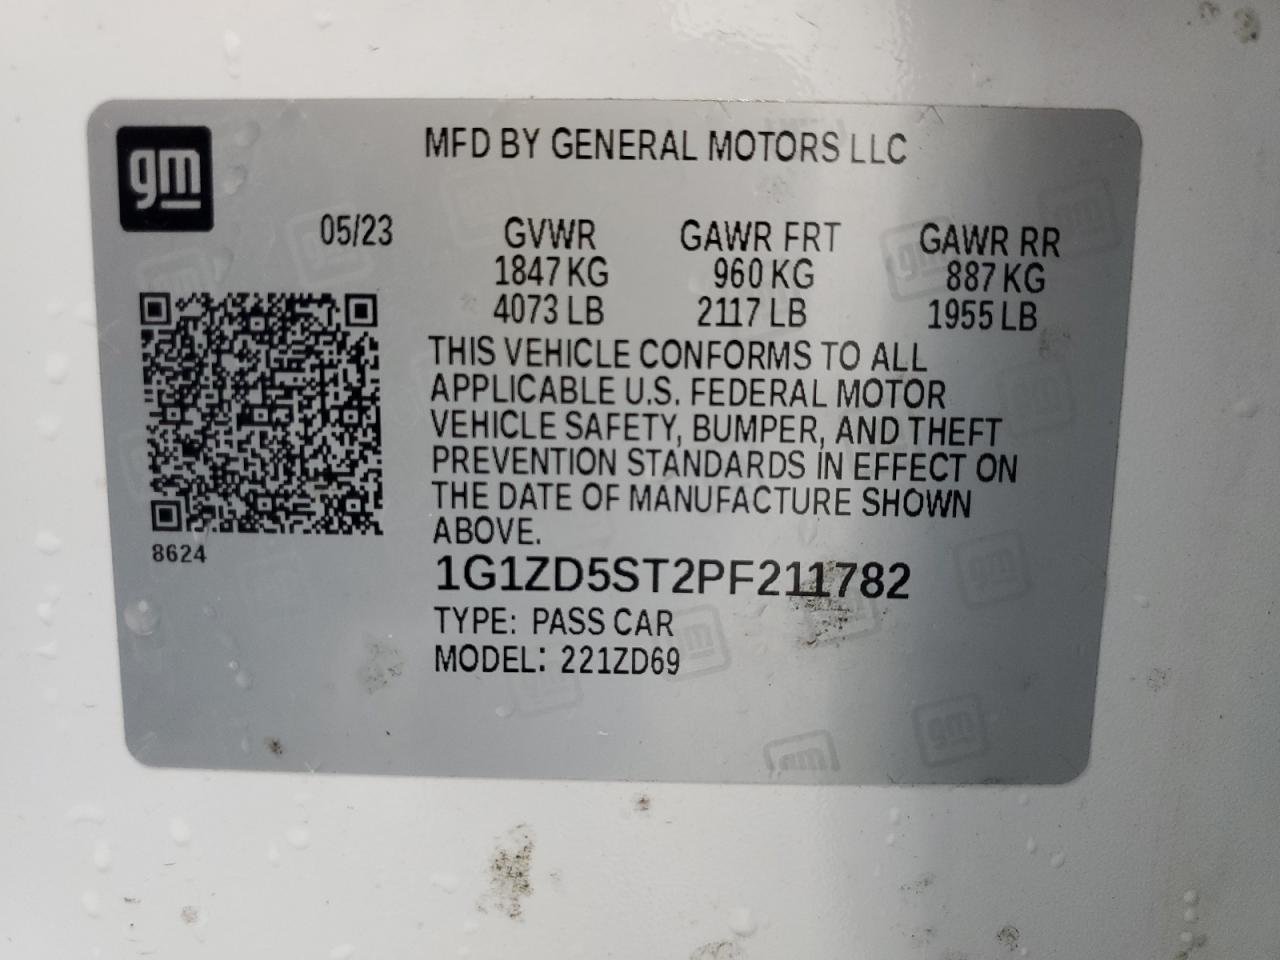 gm
MFD BY GENERAL MOTORS LLC
05/23 GVWR GAWR FRT GAWR RR
1847 KG 960 KG 887 KG
4073 LB 2117 LB 1955 LB
THIS VEHICLE CONFORMS TO ALL
APPLICABLE U.S. FEDERAL MOTOR
VEHICLE SAFETY, BUMPER, AND THEFT
PREVENTION STANDARDS IN EFFECT ON
THE DATE OF MANUFACTURE SHOWN
ABOVE.
8624
1G1ZD5ST2PF211782
TYPE: PASS CAR
MODEL: 221ZD69